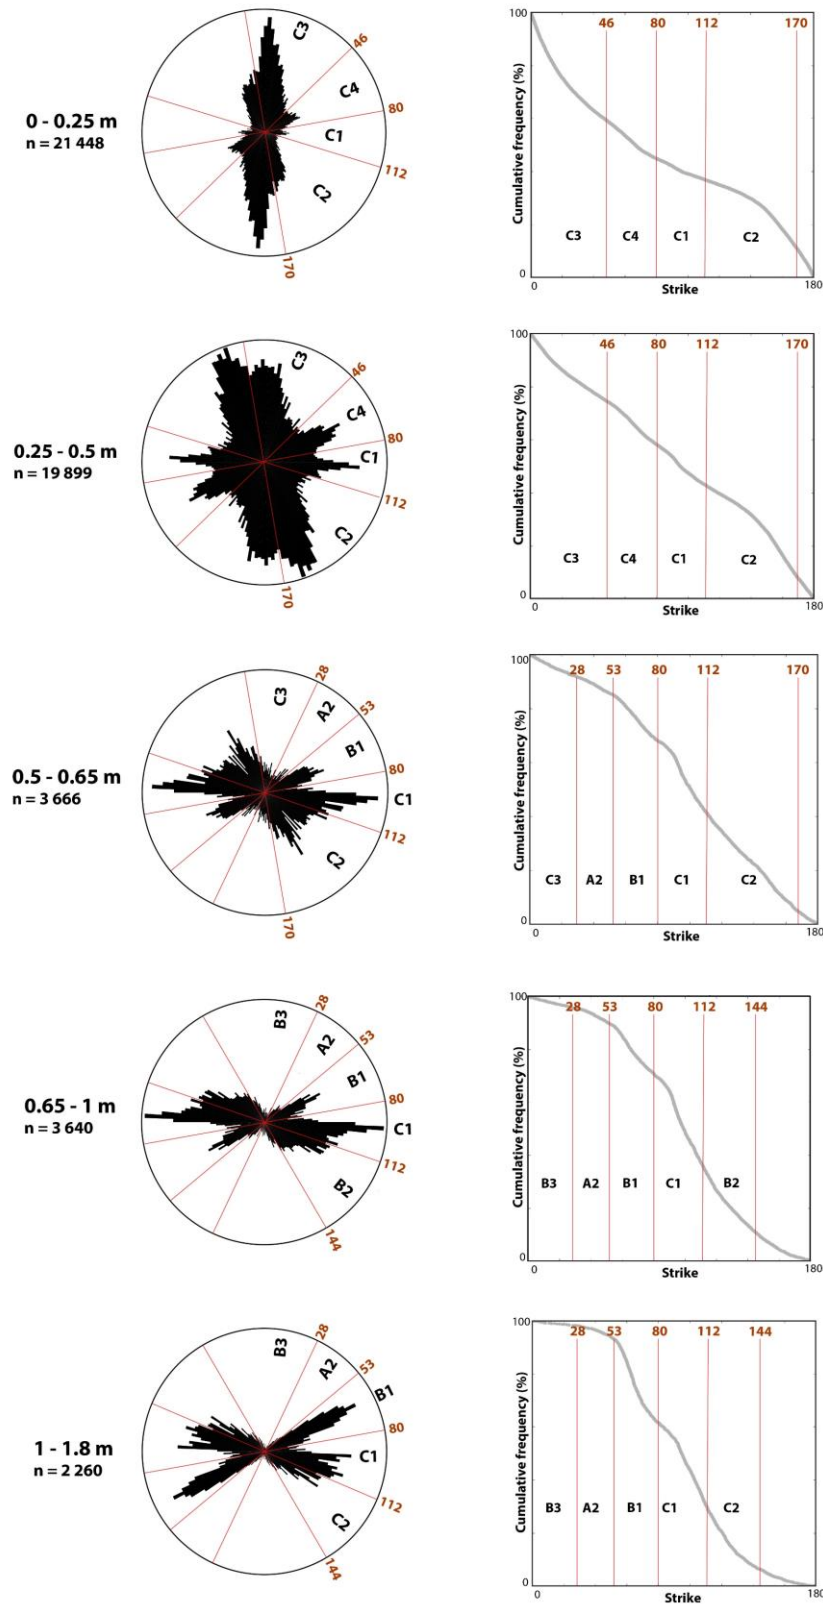 C3
46
C4
80
C1
112
C2
170
0 - 0.25 m
n = 21 448
100
46
80
112
170
Cumulative frequency (%)
C3
C4
C1
C2
0
0
180
Strike
C3
46
C4
80
C1
112
C2
170
0.25 - 0.5 m
n = 19 899
100
46
80
112
170
Cumulative frequency (%)
C3
C4
C1
C2
0
0
180
Strike
C3
28
A2
53
B1
80
C1
112
C2
170
0.5 - 0.65 m
n = 3 666
100
28
53
80
112
170
Cumulative frequency (%)
C3
A2
B1
C1
C2
0
0
180
Strike
B3
28
A2
53
B1
80
C1
112
B2
144
0.65 - 1 m
n = 3 640
100
28
53
80
112
144
Cumulative frequency (%)
B3
A2
B1
C1
B2
0
0
180
Strike
B3
28
A2
53
B1
80
C1
112
C2
144
1 - 1.8 m
n = 2 260
100
28
53
80
112
144
Cumulative frequency (%)
B3
A2
B1
C1
C2
0
0
180
Strike